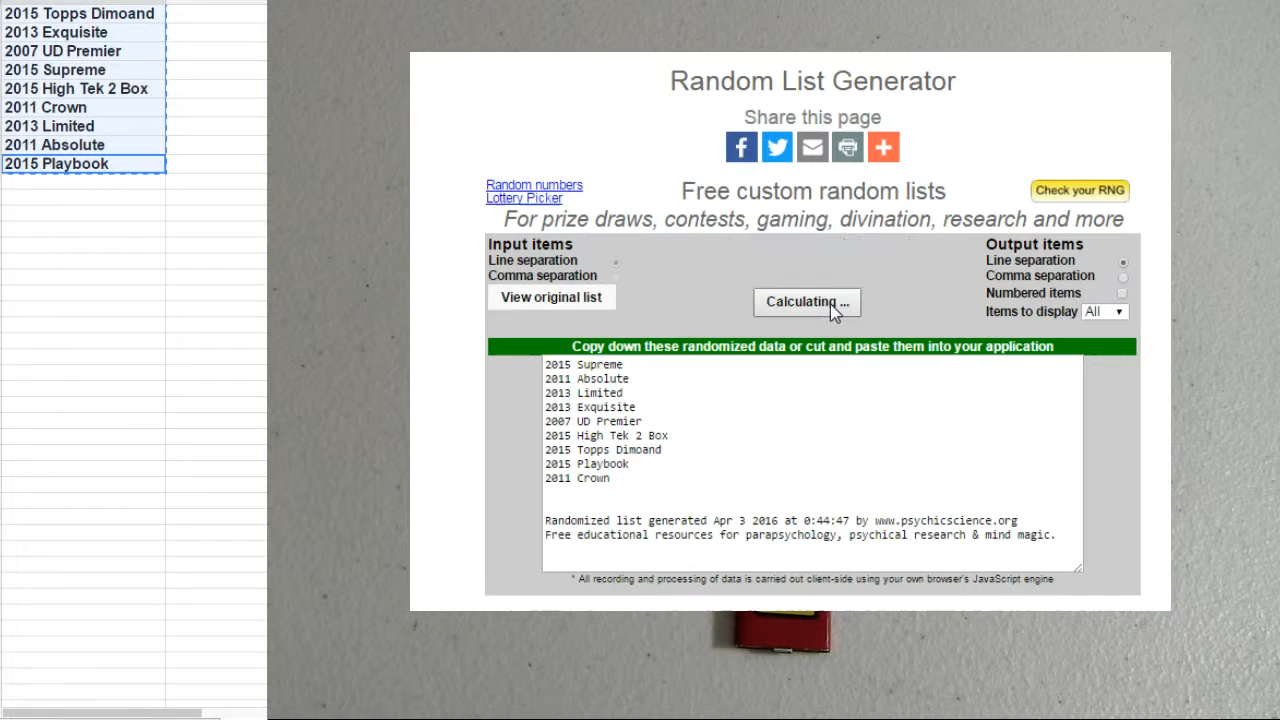 2015 Topps Dimoand
2013 Exquisite
2007 UD Premier
2015 Supreme
2015 High Tek 2 Box
2011 Crown
2013 Limited
2011 Absolute
2015 Playbook
Random List Generator
Share this page
Random numbers
Lottery Picker
Free custom random lists
Check your RNG
For prize draws, contests, gaming, divination, research and more
Input items
Line separation
Comma separation
View original list
Calculating ...
Output items
Line separation
Comma separation
Numbered items
Items to display All
Copy down these randomized data or cut and paste them into your application
2015 Supreme
2011 Absolute
2013 Limited
2013 Exquisite
2007 UD Premier
2015 High Tek 2 Box
2015 Topps Dimoand
2015 Playbook
2011 Crown
Randomized list generated Apr 3 2016 at 0:44:47 by www.psychicscience.org
Free educational resources for parapsychology, psychical research & mind magic.
* All recording and processing of data is carried out client-side using your own browser's JavaScript engine